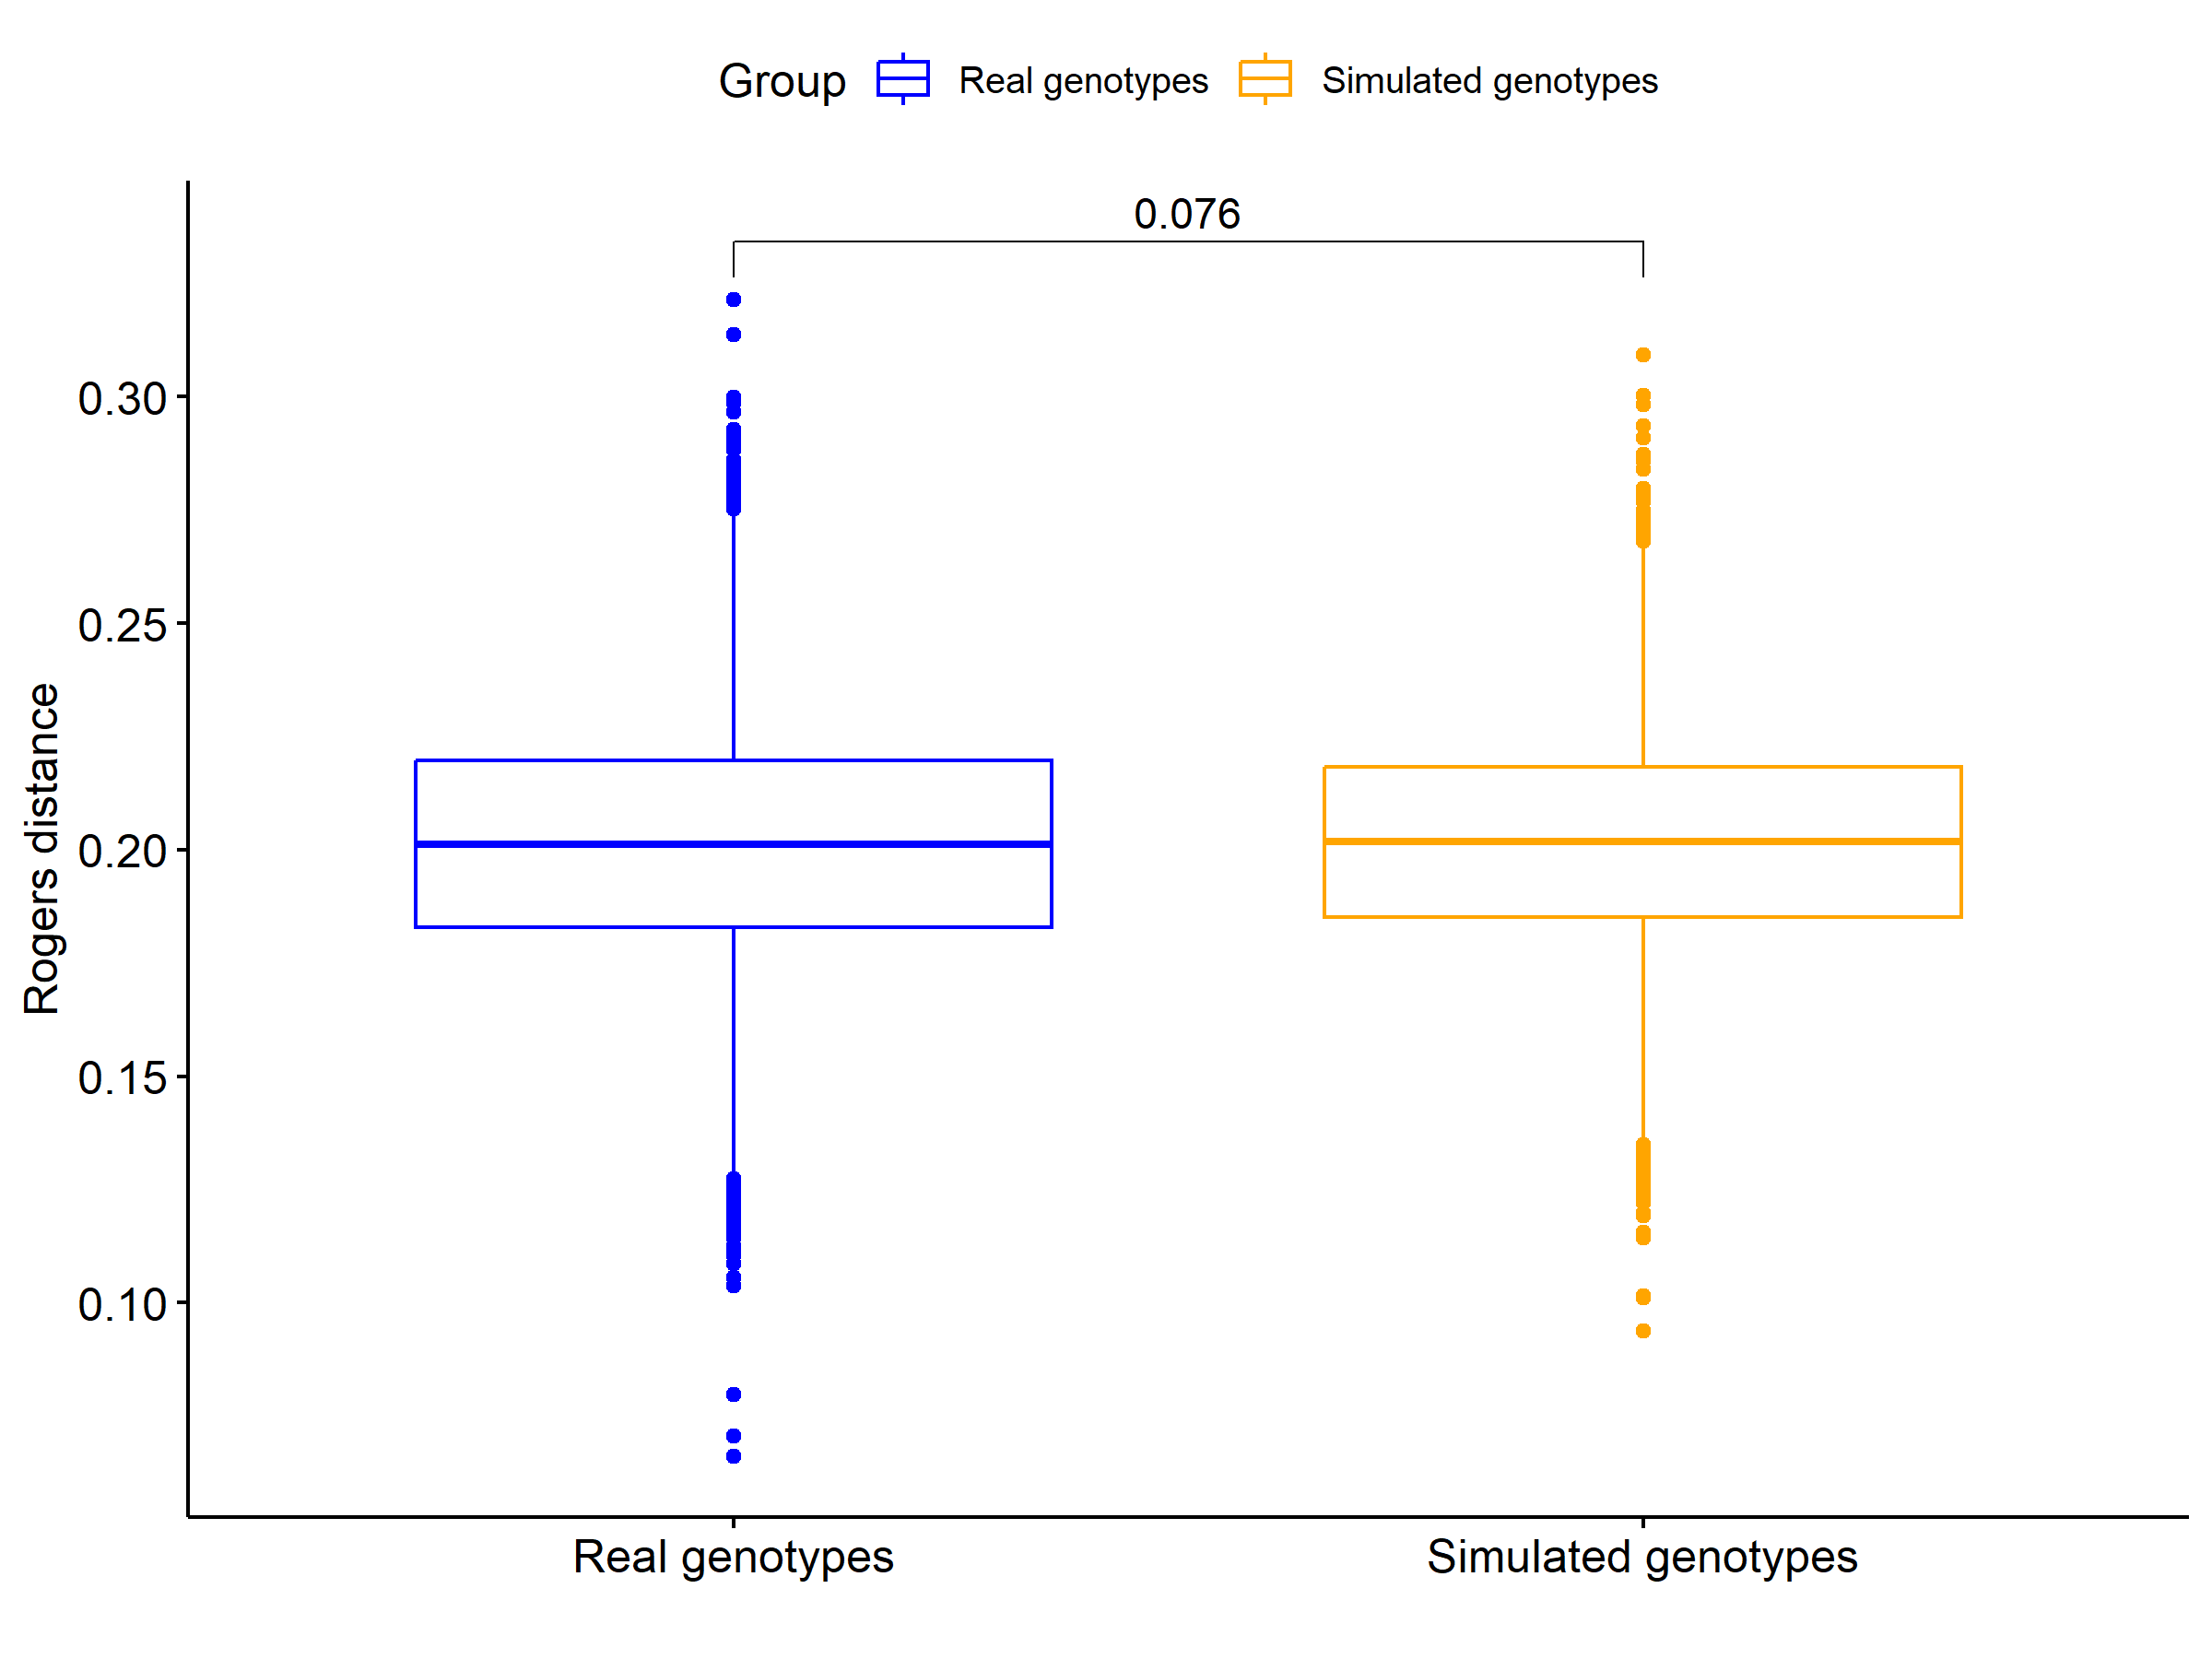 Group Real genotypes Simulated genotypes
0.076
0.30
0.25
0.20
0.15
0.10
Rogers distance
Real genotypes Simulated genotypes